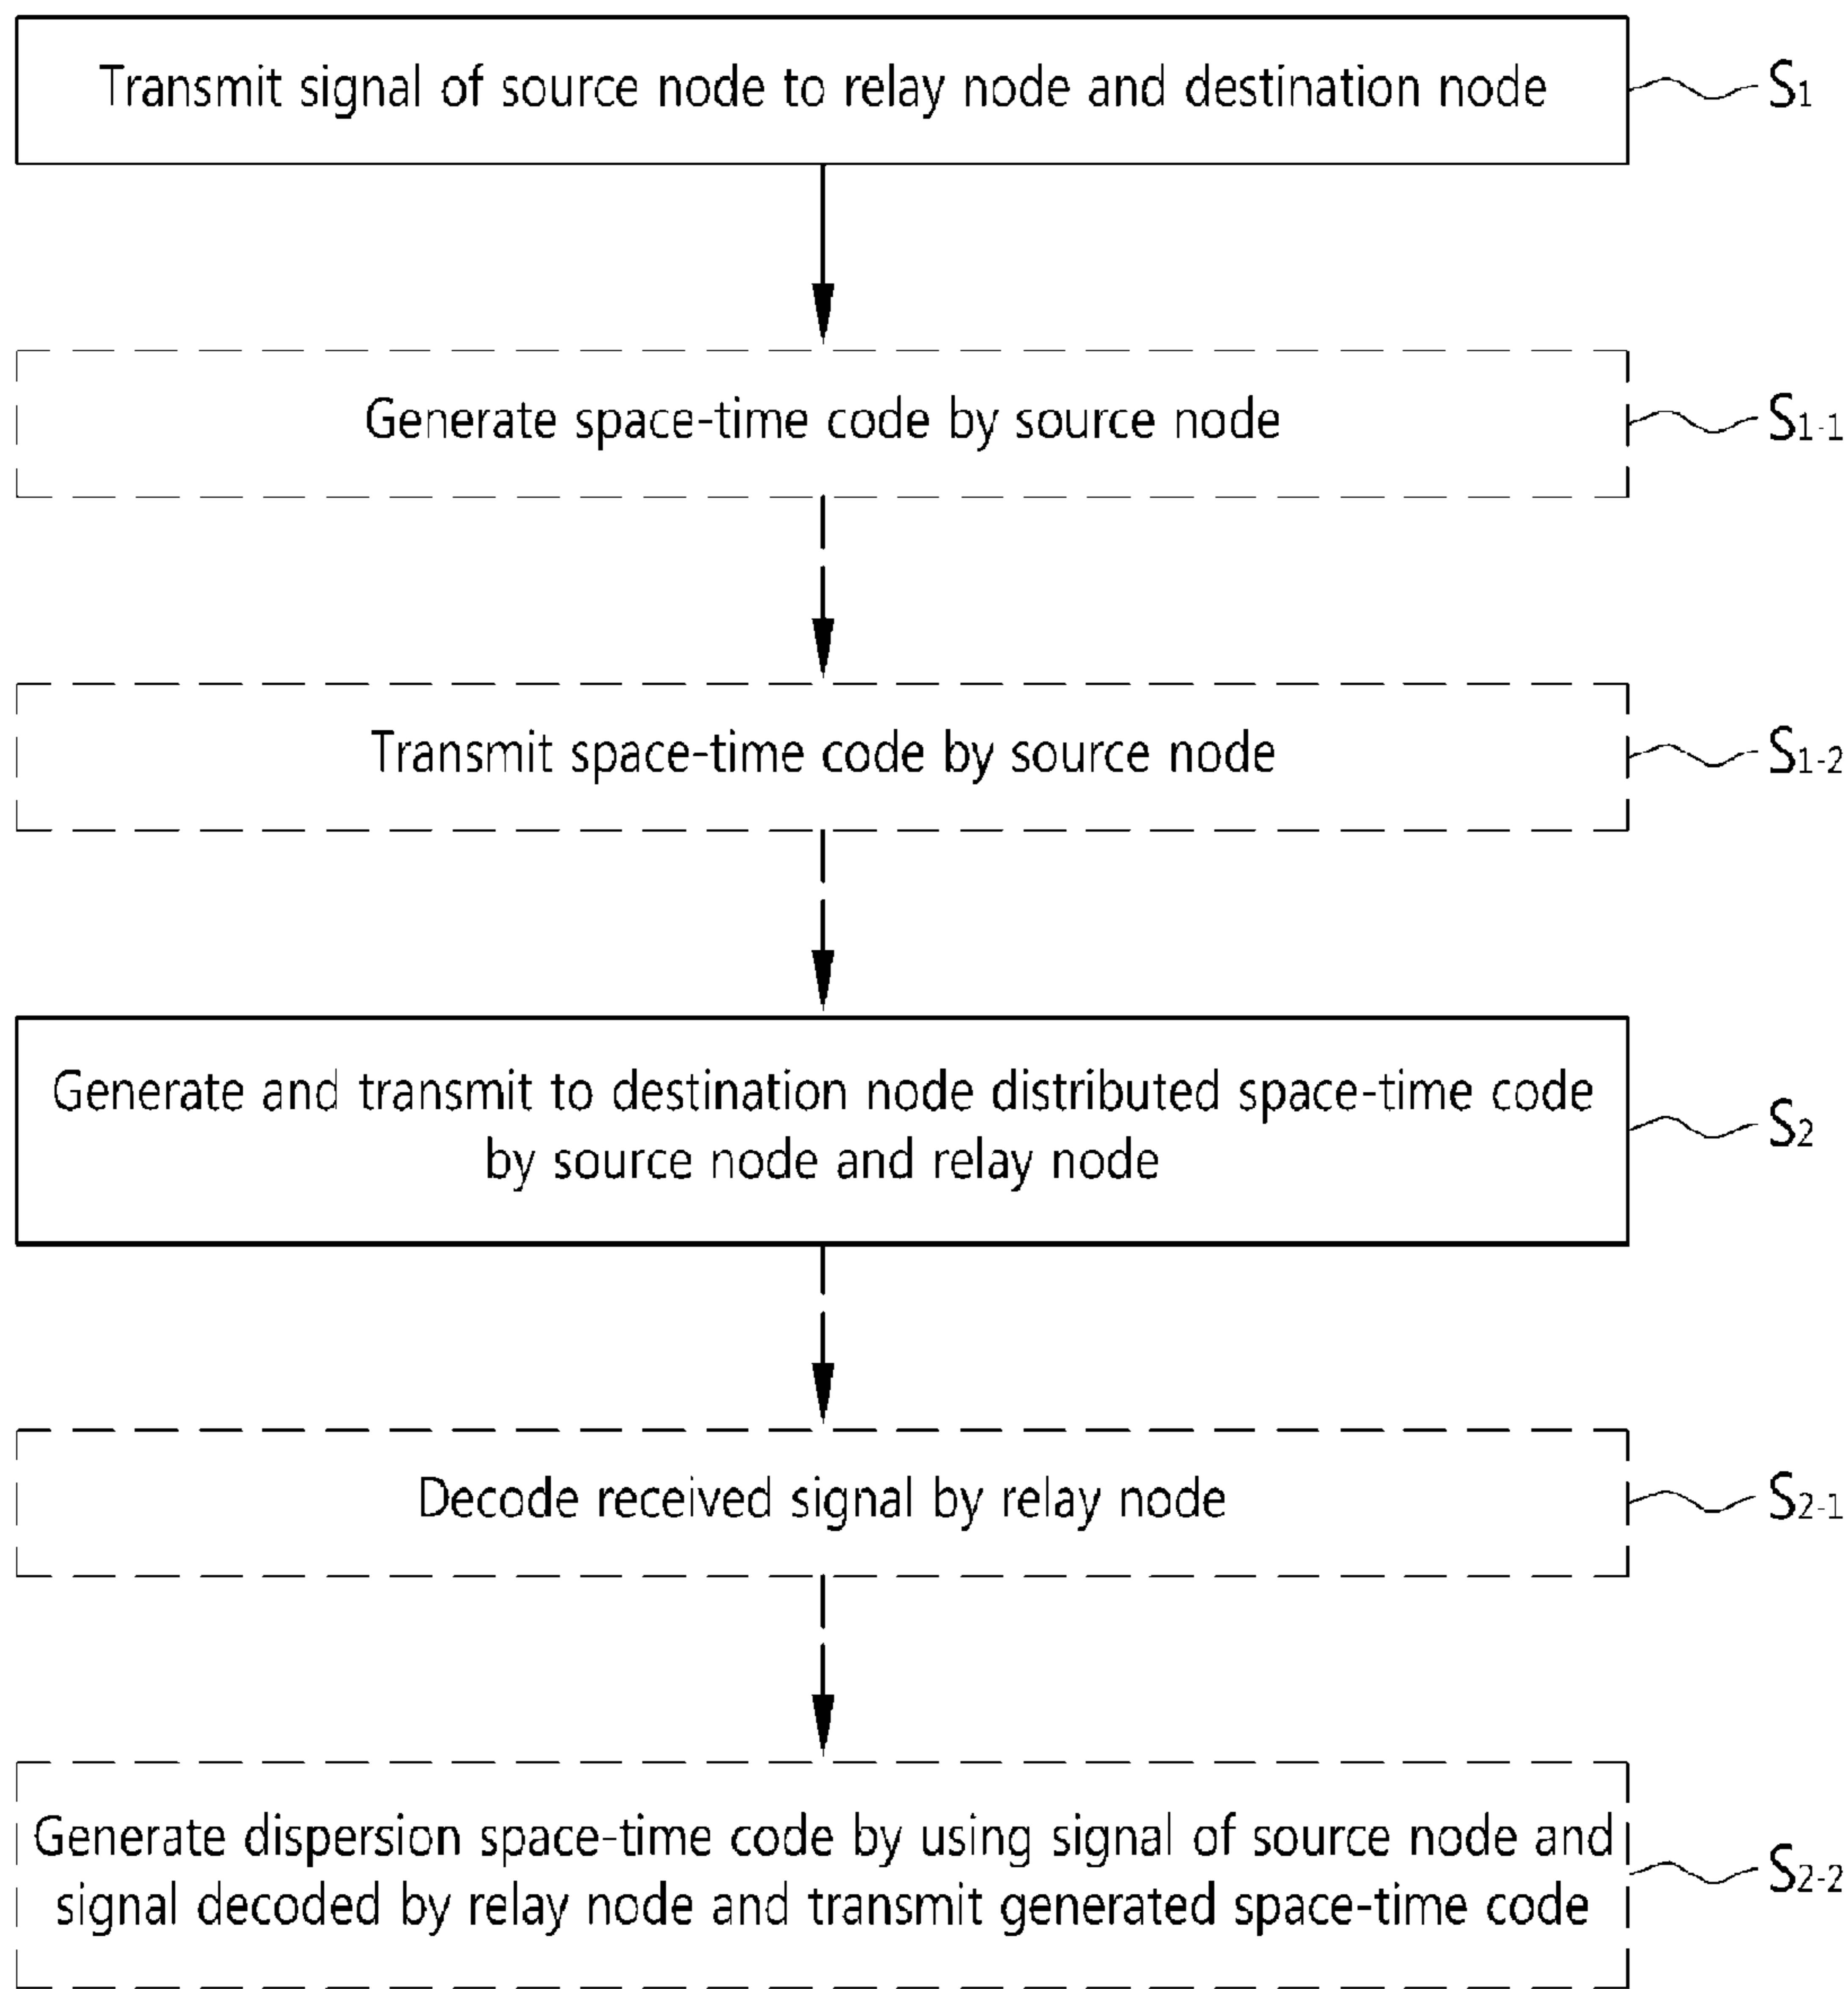 Transmit signal of source node to relay node and destination node
S1
Generate space-time code by source node
S1-1
Transmit space-time code by source node
S1-2
Generate and transmit to destination node distributed space-time code
by source node and relay node
S2
Decode received signal by relay node
S2-1
Generate dispersion space-time code by using signal of source node and
signal decoded by relay node and transmit generated space-time code
S2-2